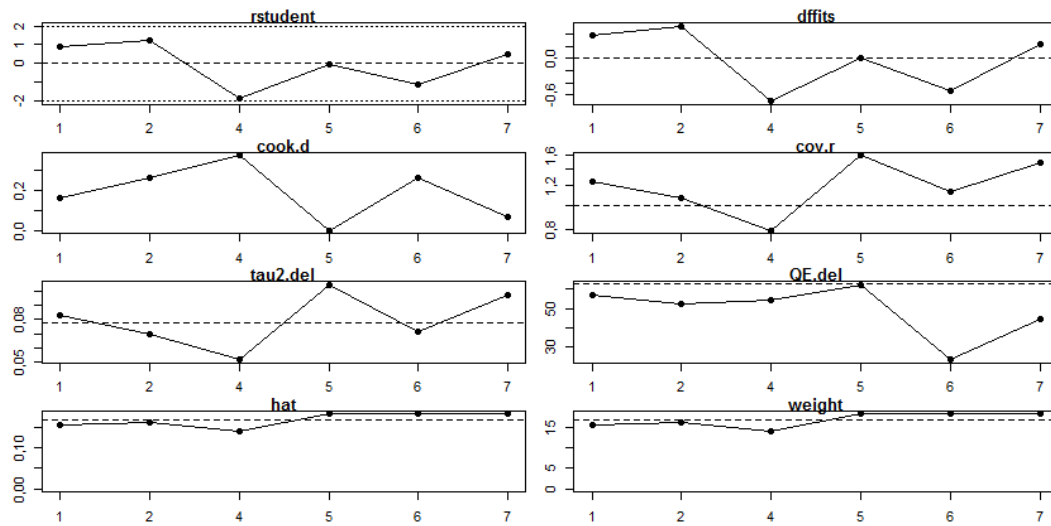 rstudent
2
1
0
-2
1 2 4 5 6 7
dffits
0,0
-0,6
1 2 4 5 6 7
cook.d
0,2
0,0
1 2 4 5 6 7
cov.r
1,6
1,2
0,8
1 2 4 5 6 7
tau2.del
0,08
0,05
1 2 4 5 6 7
QE.del
50
30
1 2 4 5 6 7
hat
0,10
0,00
1 2 4 5 6 7
weight
15
5
0
1 2 4 5 6 7